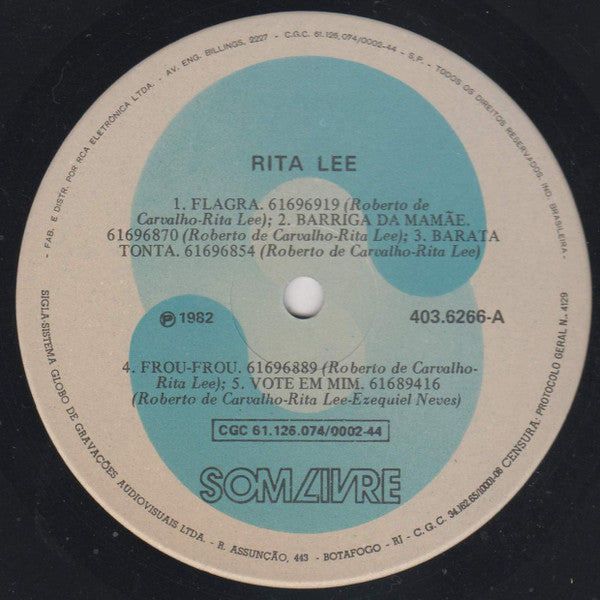 - FAB. E DISTR. POR RCA ELETRÔNICA LTDA. - AV. ENG. BILLINGS, 2227 - C.G.C. 61.126.074/0002-44 - S.P. - TODOS OS DIREITOS RESERVADOS. IND. BRASILEIRA -
RITA LEE
1. FLAGRA. 61696919 (Roberto de
Carvalho-Rita Lee); 2. BARRIGA DA MAMÃE.
61696870 (Roberto de Carvalho-Rita Lee); 3. BARATA
TONTA. 61696854 (Roberto de Carvalho-Rita Lee)
Ⓟ 1982
403.6266-A
4. FROU-FROU. 61696889 (Roberto de Carvalho-
Rita Lee); 5. VOTE EM MIM. 61689416
(Roberto de Carvalho-Rita Lee-Ezequiel Neves)
CGC 61.126.074/0002-44
SOM LIVRE
SIGLA-SISTEMA GLOBO DE GRAVAÇÕES AUDIOVISUAIS LTDA. - R. ASSUNÇÃO, 443 - BOTAFOGO - RJ - C.G.C. 34.162.651/0001-06 CENSURA: PROTOCOLO GERAL N.. 4129